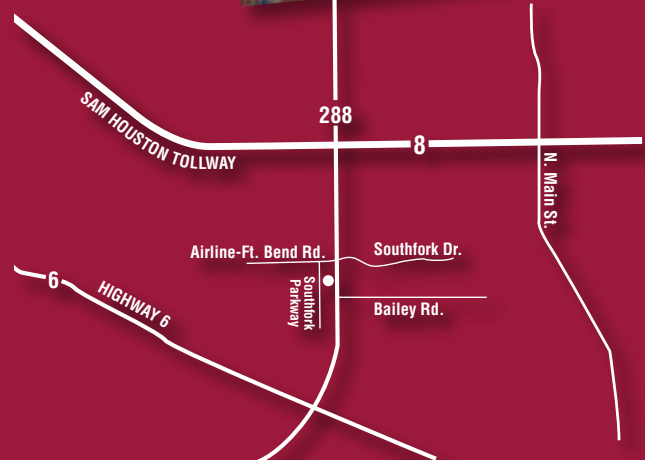 288
SAM HOUSTON TOLLWAY
8
N. Main St.
Airline-Ft. Bend Rd.
Southfork Dr.
Southfork
Parkway
Bailey Rd.
6
HIGHWAY 6